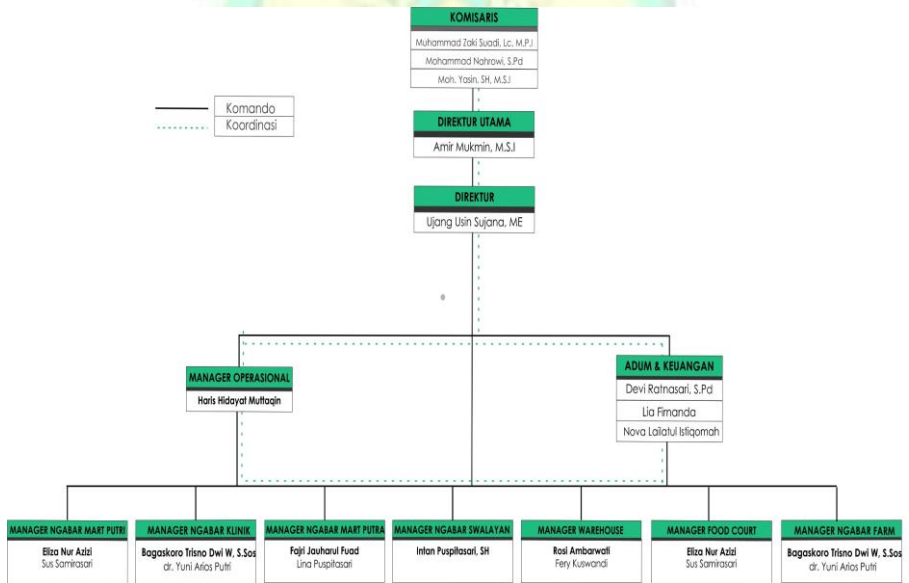 KOMISARIS
Muhammad Zaki Suadi, Lc, M.P.I
Mohammad Nahrowi, S.Pd
Moh. Yasin, SH, M.S.I
Komando
Koordinasi
DIREKTUR UTAMA
Amir Mukmin, M.S.I
DIREKTUR
Ujang Usin Sujana, ME
MANAGER OPERASIONAL
Haris Hidayat Muttaqin
ADUM & KEUANGAN
Devi Ratnasari, S.Pd
Lia Firnanda
Nova Lailatul Istiqomah
MANAGER NGABAR MART PUTRI
Eliza Nur Azizi
Sus Samirasari
MANAGER NGABAR KLINIK
Bagaskoro Trisno Dwi W, S.Sos
dr. Yuni Arios Putri
MANAGER NGABAR MART PUTRA
Fajri Jauharul Fuad
Lina Puspitasari
MANAGER NGABAR SWALAYAN
Intan Puspitasari, SH
MANAGER WAREHOUSE
Rosi Ambarwati
Fery Kuswandi
MANAGER FOOD COURT
Eliza Nur Azizi
Sus Samirasari
MANAGER NGABAR FARM
Bagaskoro Trisno Dwi W, S.Sos
dr. Yuni Arios Putri